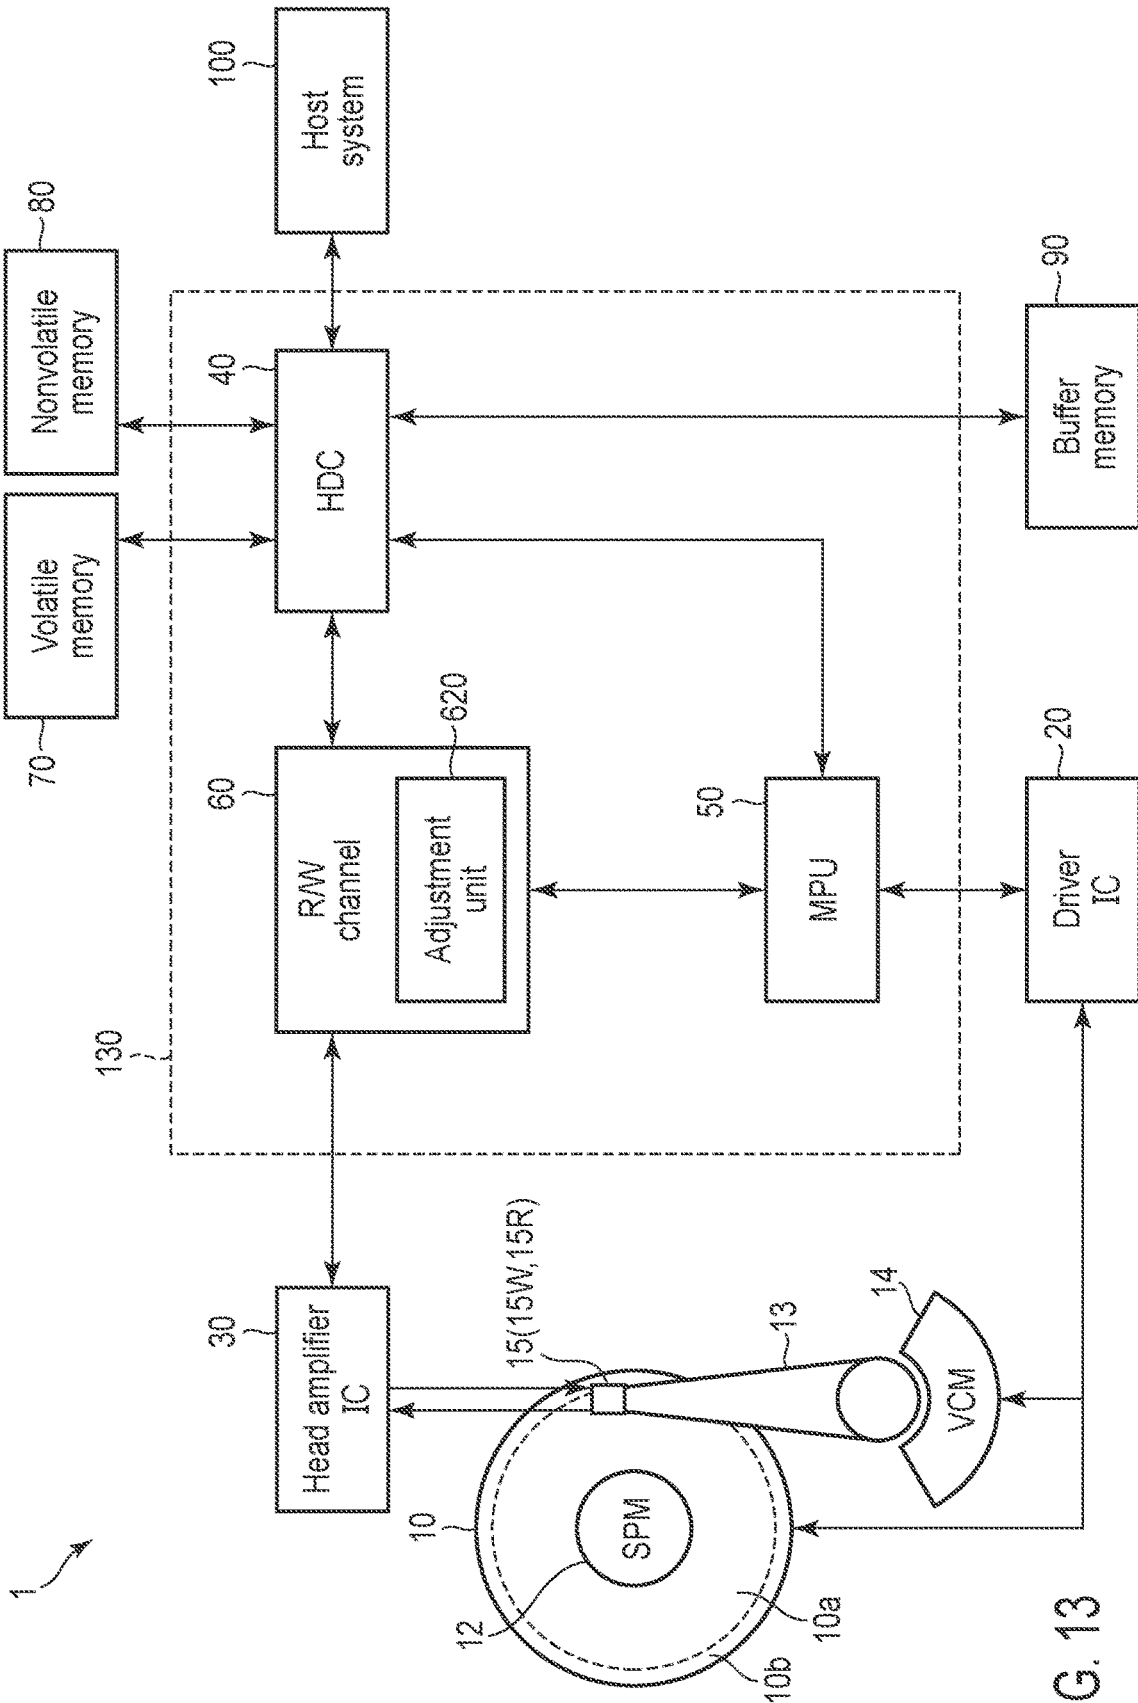 1
130
70
Volatile
memory
80
Nonvolatile
memory
30
Head amplifier
IC
60
R/W
channel
620
Adjustment
unit
40
HDC
100
Host
system
10
12
SPM
10a
10b
15(15W,15R)
13
14
VCM
50
MPU
20
Driver
IC
90
Buffer
memory
G. 13